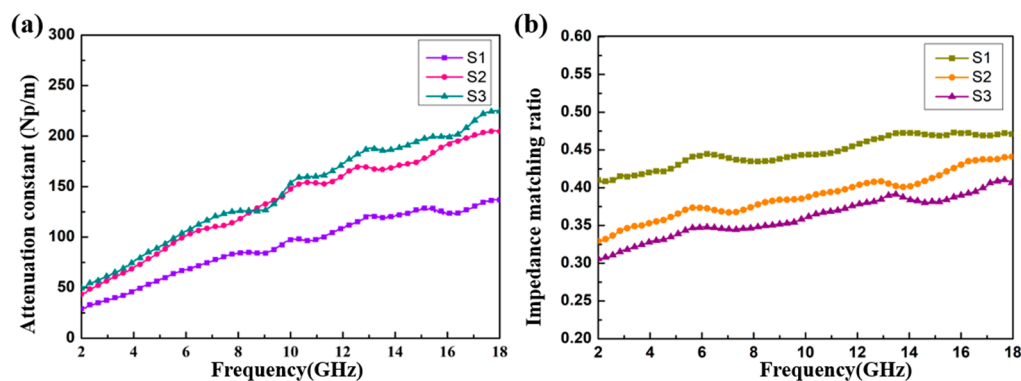 (a)
300
250
200
150
100
50
0
Attenuation constant (Np/m)
S1
S2
S3
2 4 6 8 10 12 14 16 18
Frequency(GHz)
(b)
0.60
0.55
0.50
0.45
0.40
0.35
0.30
0.25
0.20
Impedance matching ratio
S1
S2
S3
2 4 6 8 10 12 14 16 18
Frequency(GHz)